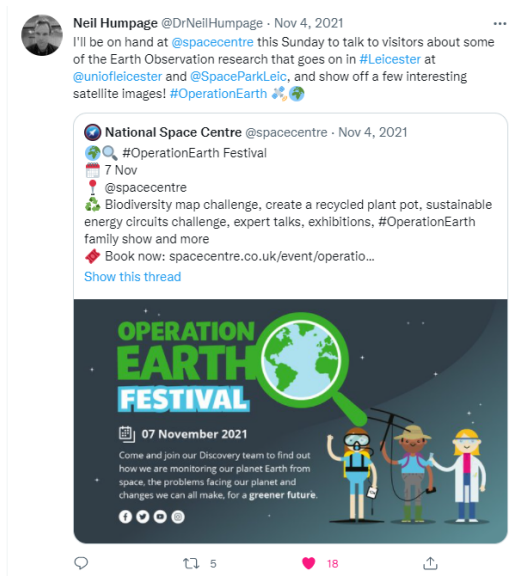 Neil Humpage @DrNeilHumpage · Nov 4, 2021
I'll be on hand at @spacecentre this Sunday to talk to visitors about some
of the Earth Observation research that goes on in #Leicester at
@uniofleicester and @SpaceParkLeic, and show off a few interesting
satellite images! #OperationEarth 🛰️🌍
National Space Centre @spacecentre · Nov 4, 2021
🌍🔍 #OperationEarth Festival
📅 7 Nov
📍 @spacecentre
♻️ Biodiversity map challenge, create a recycled plant pot, sustainable
energy circuits challenge, expert talks, exhibitions, #OperationEarth
family show and more
🎟️ Book now: spacecentre.co.uk/event/operatio...
Show this thread
OPERATION
EARTH
FESTIVAL
07 November 2021
Come and join our Discovery team to find out
how we are monitoring our planet Earth from
space, the problems facing our planet and
changes we can all make, for a greener future.
5 18